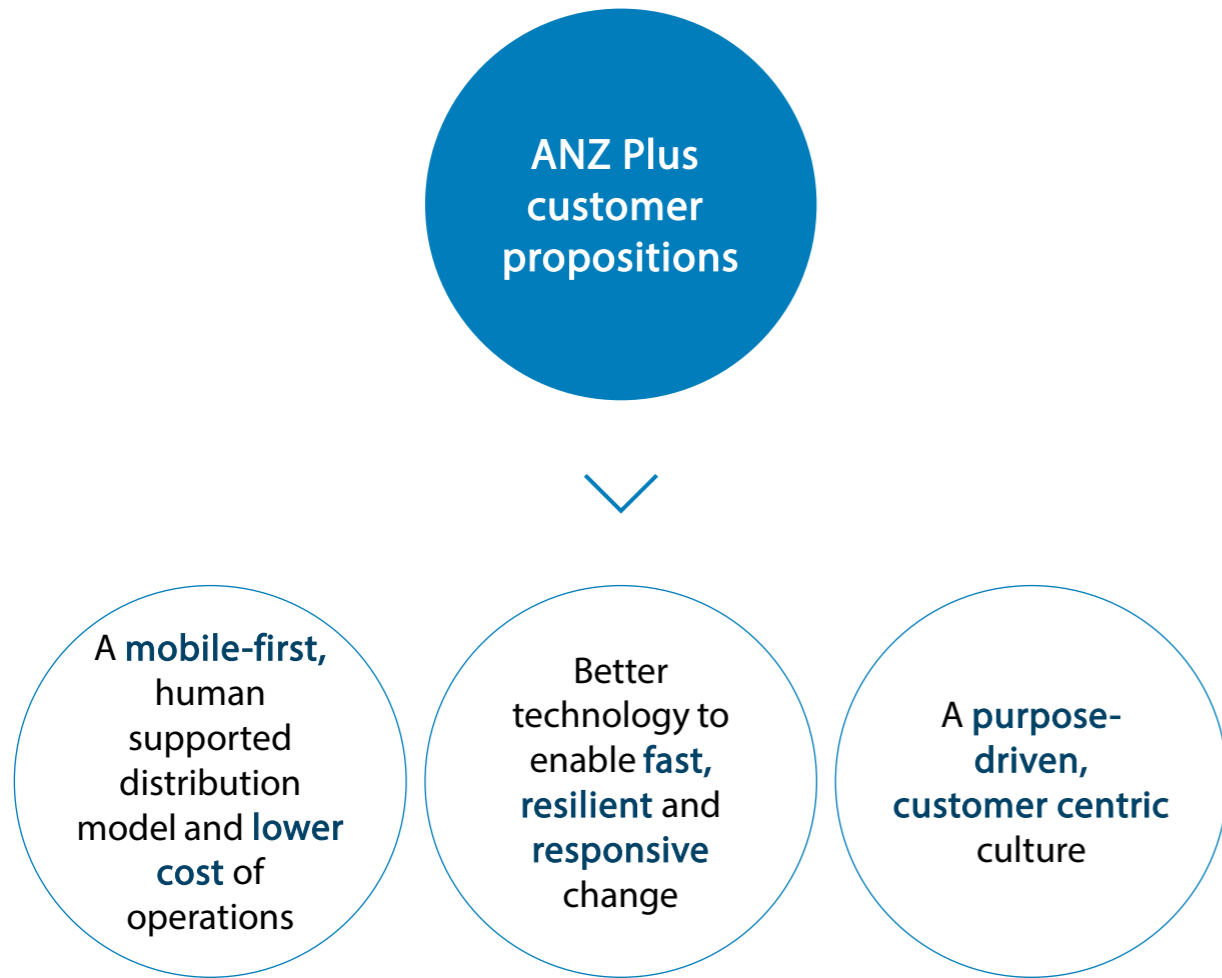 ANZ Plus
customer
propositions
A mobile-first,
human
supported
distribution
model and lower
cost of
operations
Better
technology to
enable fast,
resilient and
responsive
change
A purpose-
driven,
customer centric
culture